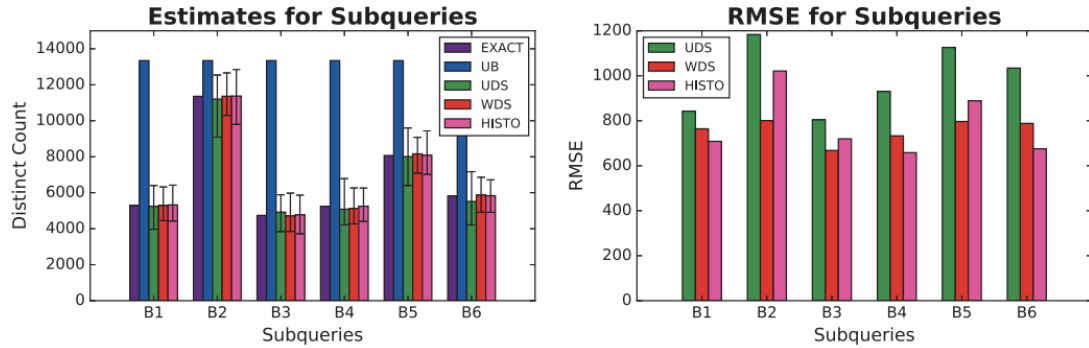 Estimates for Subqueries
14000
12000
10000
8000
6000
4000
2000
0
Distinct Count
EXACT
UB
UDS
WDS
HISTO
B1 B2 B3 B4 B5 B6
Subqueries
RMSE for Subqueries
1200
1000
800
600
400
200
0
RMSE
UDS
WDS
HISTO
B1 B2 B3 B4 B5 B6
Subqueries